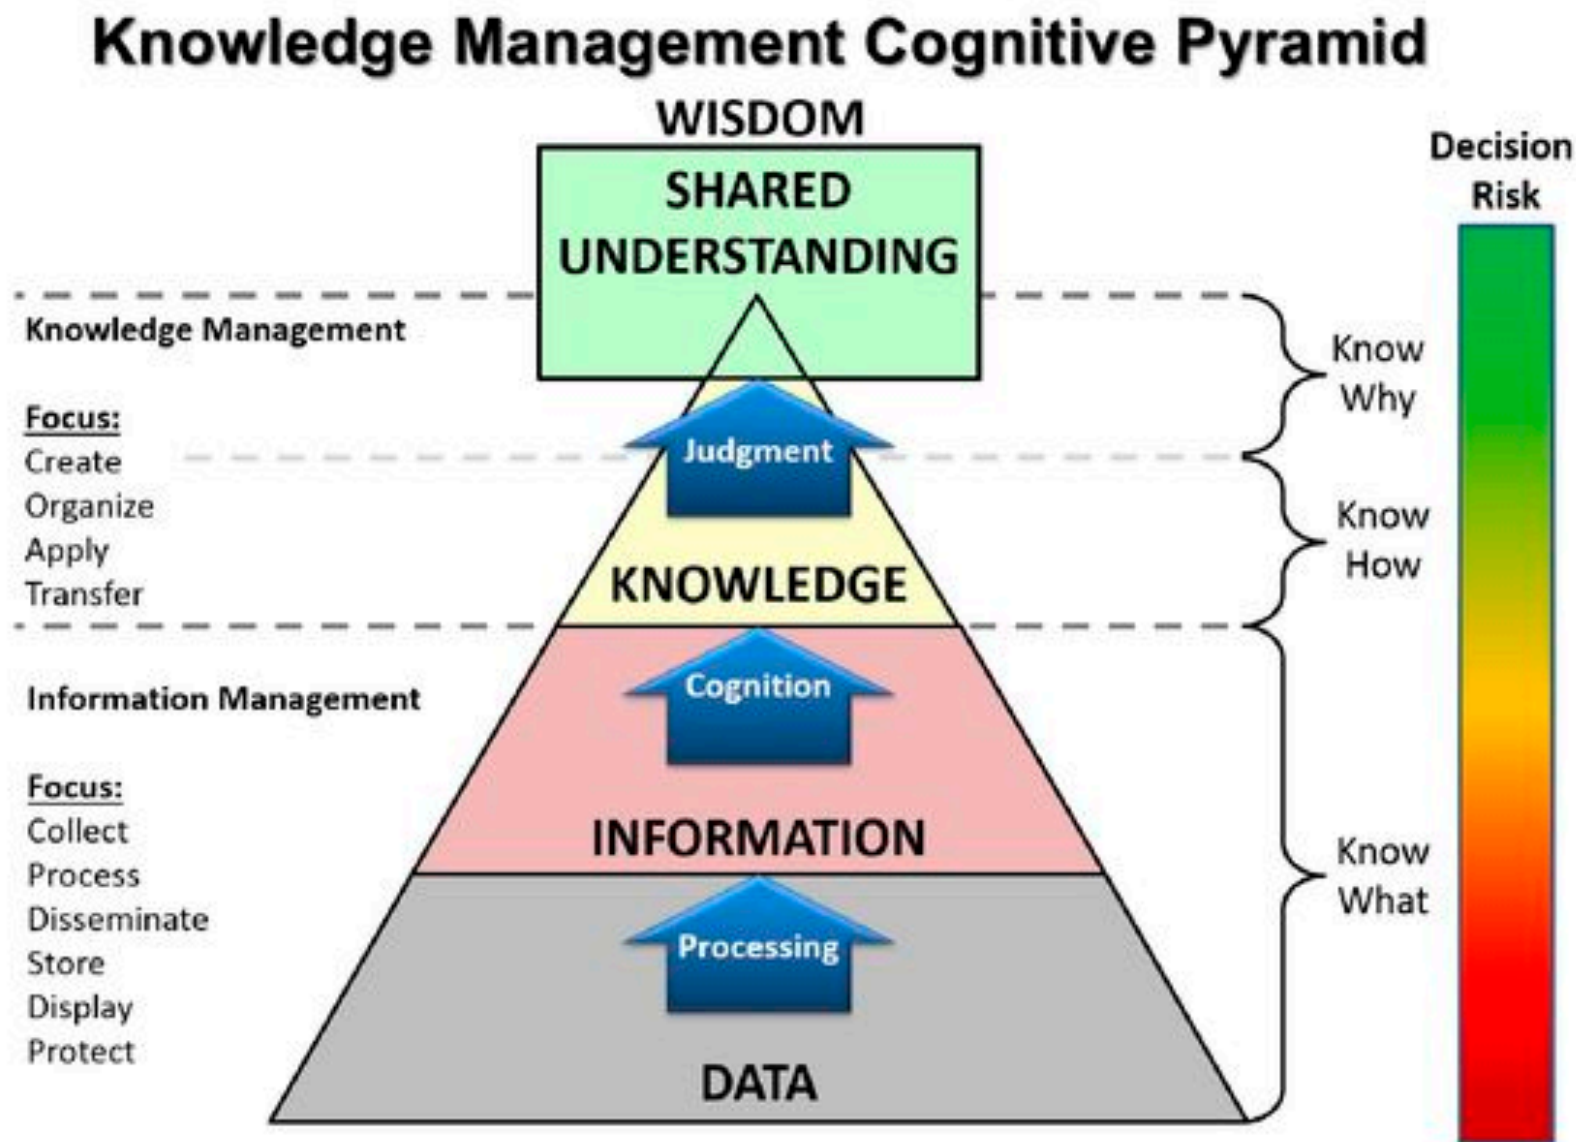 Knowledge Management Cognitive Pyramid
WISDOM
SHARED
UNDERSTANDING
Decision
Risk
Knowledge Management
Focus:
Create
Organize
Apply
Transfer
Judgment
KNOWLEDGE
Know
Why
Know
How
Information Management
Focus:
Collect
Process
Disseminate
Store
Display
Protect
Cognition
INFORMATION
Processing
DATA
Know
What